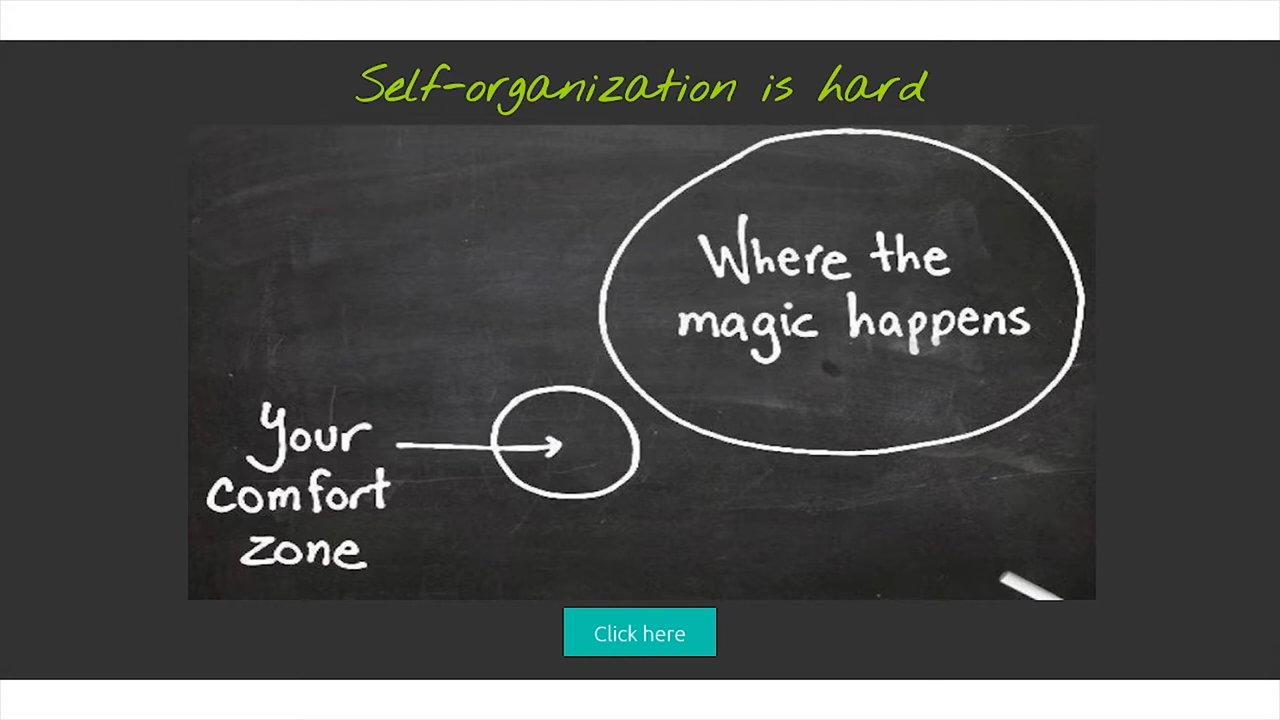 Self-organization is hard
Where the
magic happens
Your
comfort
zone
Click here